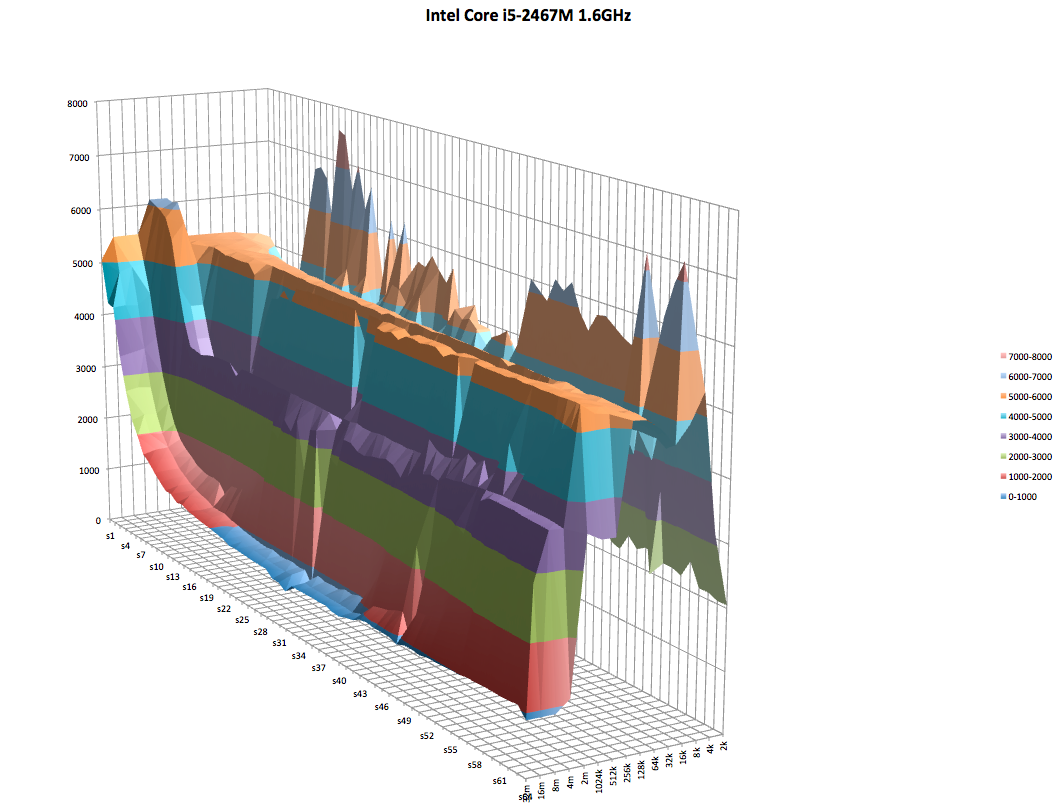 Intel Core i5-2467M 1.6GHz
8000
7000
6000
5000
4000
3000
2000
1000
0
s1
s4
s7
s10
s13
s16
s19
s22
s25
s28
s31
s34
s37
s40
s43
s46
s49
s52
s55
s58
s61
16m
8m
4m
2m
1024k
512k
256k
128k
64k
32k
16k
8k
4k
2k
7000-8000
6000-7000
5000-6000
4000-5000
3000-4000
2000-3000
1000-2000
0-1000